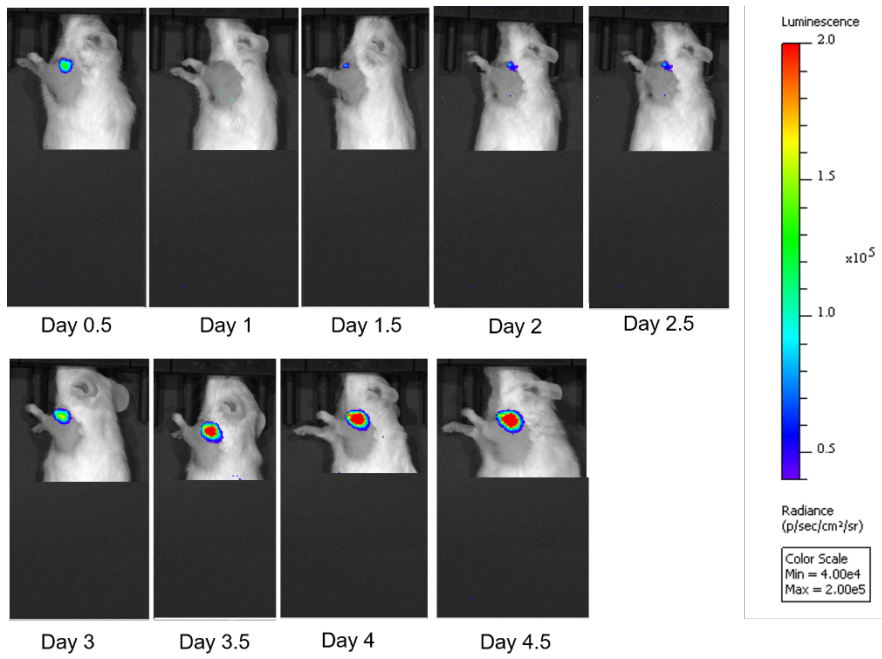 Day 0.5
Day 1
Day 1.5
Day 2
Day 2.5
Day 3
Day 3.5
Day 4
Day 4.5
Luminescence
2.0
1.5
x10⁵
1.0
0.5
Radiance
(p/sec/cm²/sr)
Color Scale
Min = 4.00e4
Max = 2.00e5